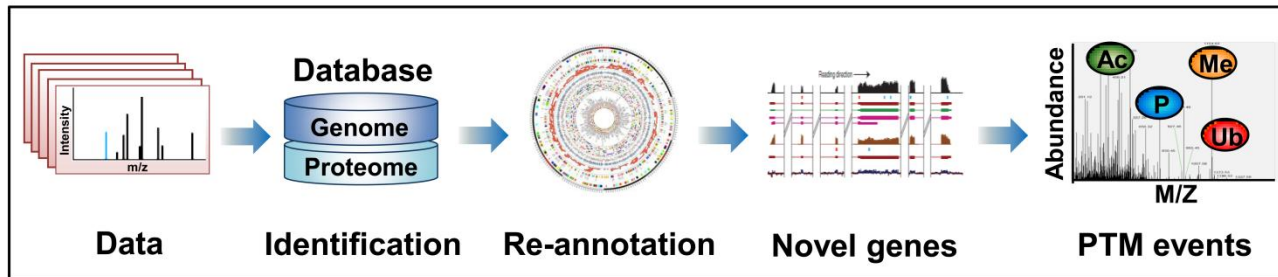 Intensity
m/z
Data
Database
Genome
Proteome
Identification
Re-annotation
Reading direction
Novel genes
Ac
Me
P
Ub
Abundance
M/Z
PTM events